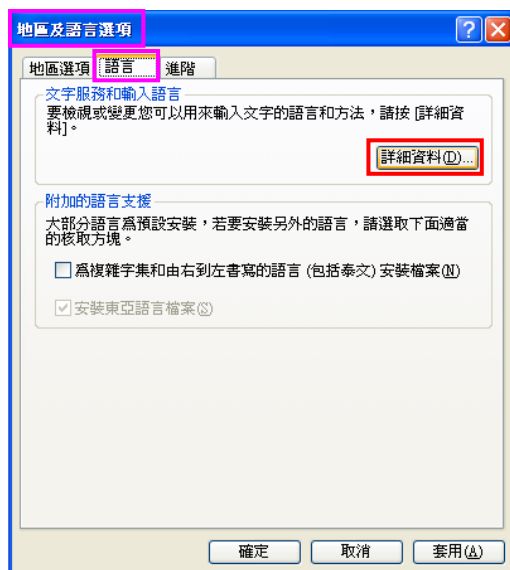 地區及語言選項
地區選項 語言 進階
文字服務和輸入語言
要檢視或變更您可以用來輸入文字的語言和方法，請按 [詳細資
料]。
詳細資料(D)...
附加的語言支援
大部分語言為預設安裝，若要安裝另外的語言，請選取下面適當
的核取方塊。
為複雜字集和由右到左書寫的語言 (包括泰文) 安裝檔案(N)
安裝東亞語言檔案(S)
確定 取消 套用(A)